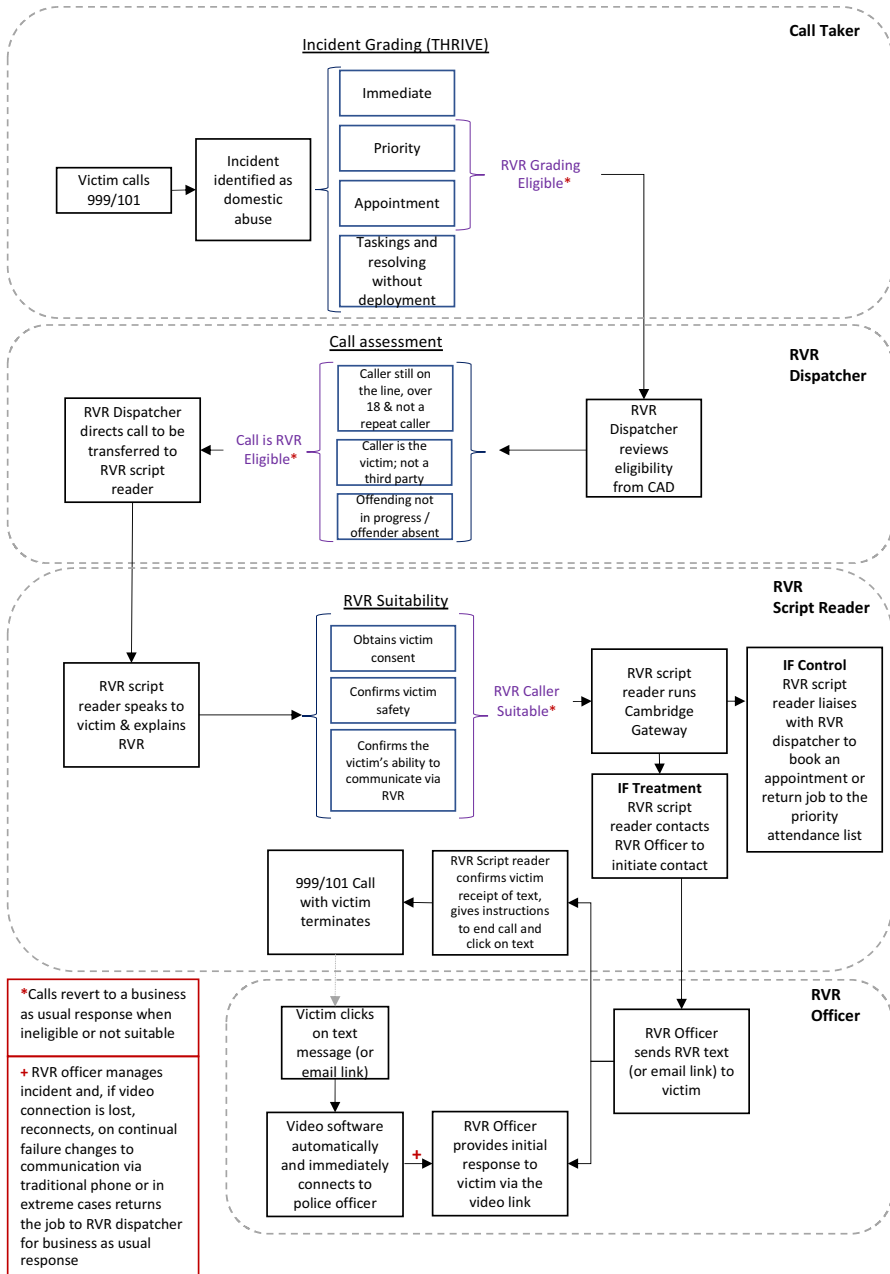 Call Taker
Incident Grading (THRIVE)
Immediate
Priority
Appointment
Taskings and
resolving
without
deployment
Victim calls
999/101
Incident
identified as
domestic
abuse
RVR Grading
Eligible*
RVR
Dispatcher
Call assessment
Caller still on
the line, over
18 & not a
repeat caller
Caller is the
victim; not a
third party
Offending not
in progress /
offender absent
RVR
Dispatcher
reviews
eligibility
from CAD
Call is RVR
Eligible*
RVR Dispatcher
directs call to be
transferred to
RVR script
reader
RVR
Script Reader
RVR Suitability
RVR script
reader speaks to
victim & explains
RVR
Obtains victim
consent
Confirms victim
safety
Confirms the
victim's ability to
communicate via
RVR
RVR Caller
Suitable*
RVR script
reader runs
Cambridge
Gateway
IF Control
RVR script
reader liaises
with RVR
dispatcher to
book an
appointment or
return job to the
priority
attendance list
IF Treatment
RVR script
reader contacts
RVR Officer to
initiate contact
RVR Script reader
confirms victim
receipt of text,
gives instructions
to end call and
click on text
999/101 Call
with victim
terminates
RVR
Officer
RVR Officer
sends RVR text
(or email link) to
victim
Victim clicks
on text
message (or
email link)
Video software
automatically
and immediately
connects to
police officer
+
RVR Officer
provides initial
response to
victim via the
video link
*Calls revert to a business
as usual response when
ineligible or not suitable
+ RVR officer manages
incident and, if video
connection is lost,
reconnects, on continual
failure changes to
communication via
traditional phone or in
extreme cases returns
the job to RVR dispatcher
for business as usual
response